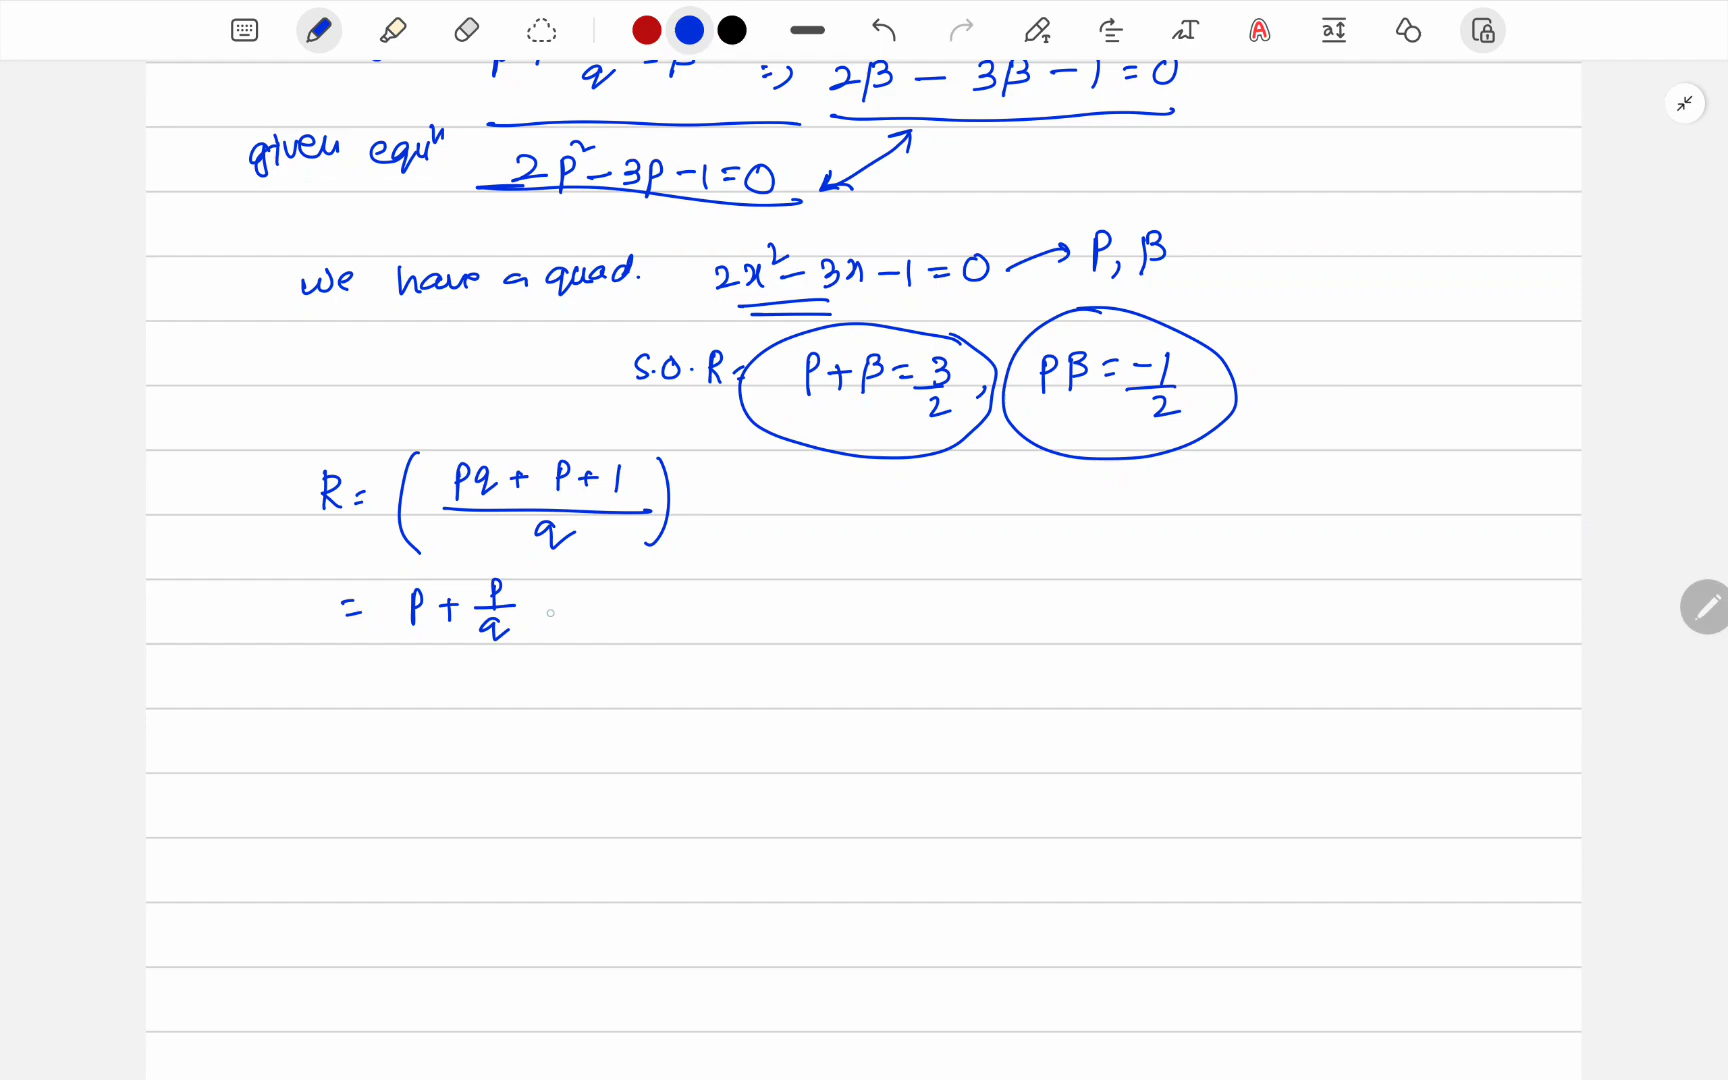 q = β => 2β - 3β - 1 = 0
given equⁿ 2p² - 3p - 1 = 0
we have a quad. 2x² - 3x - 1 = 0 → P, β
S.O.R = P + β = 3/2, Pβ = -1/2
R = ( pq + p + 1 / q )
= p + p/q